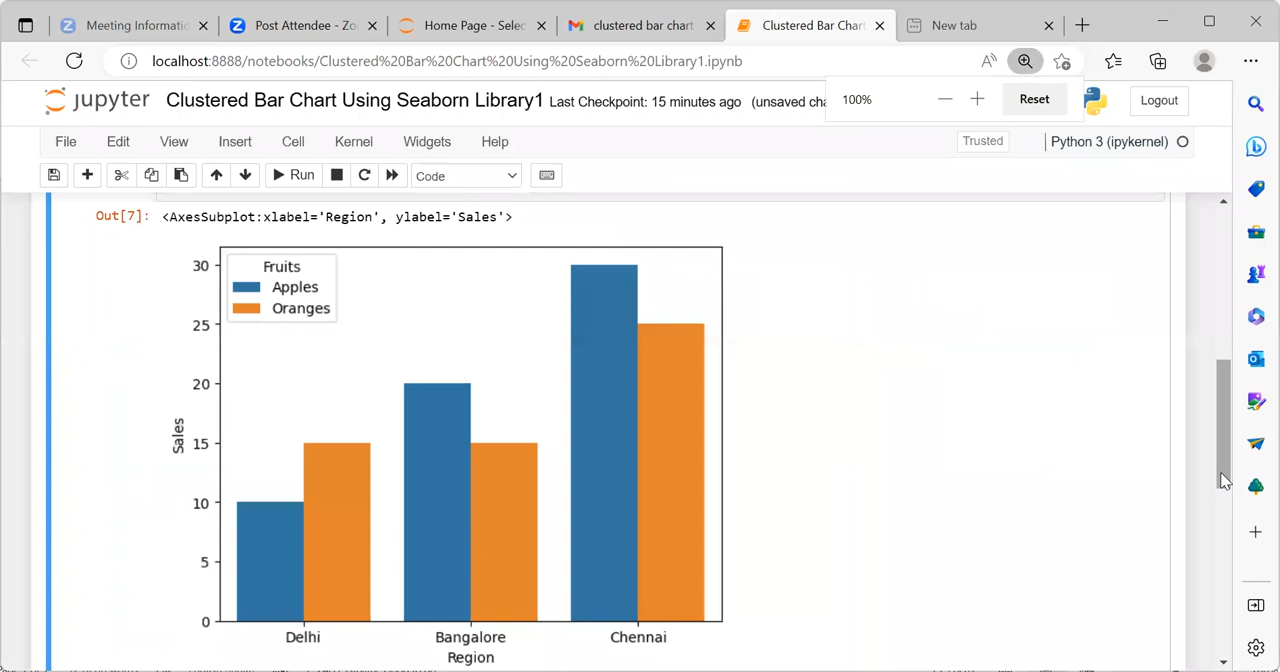 Meeting Informatic
Post Attendee - Zo
Home Page - Selec
clustered bar chart
Clustered Bar Chart
New tab
localhost:8888/notebooks/Clustered%20Bar%20Chart%20Using%20Seaborn%20Library1.ipynb
jupyter Clustered Bar Chart Using Seaborn Library1 Last Checkpoint: 15 minutes ago (unsaved cha
100%
Reset
Logout
File Edit View Insert Cell Kernel Widgets Help
Trusted
Python 3 (ipykernel)
Run
Code
Out[7]: <AxesSubplot:xlabel='Region', ylabel='Sales'>
Fruits
Apples
Oranges
30
25
20
15
10
5
0
Sales
Delhi Bangalore Chennai
Region